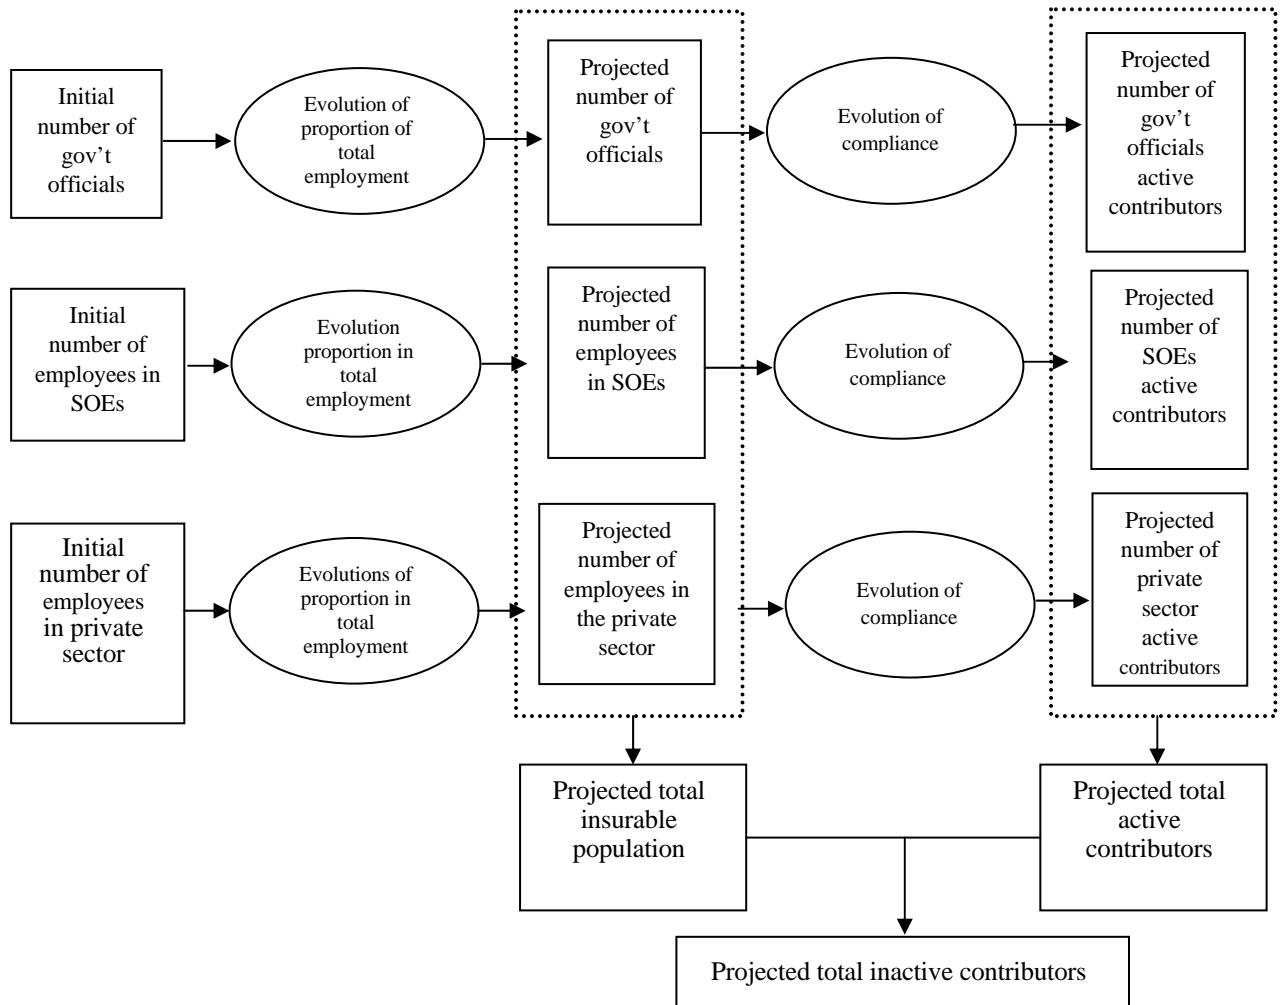 Initial
number of
gov't
officials
Evolution of
proportion of
total
employment
Projected
number of
gov't
officials
Evolution of
compliance
Projected
number of
gov't
officials
active
contributors
Initial
number of
employees in
SOEs
Evolution
proportion in
total
employment
Projected
number of
employees
in SOEs
Evolution of
compliance
Projected
number of
SOEs
active
contributors
Initial
number of
employees
in private
sector
Evolutions of
proportion in
total
employment
Projected
number of
employees in
the private
sector
Evolution of
compliance
Projected
number of
private
sector
active
contributors
Projected total
insurable
population
Projected total
active
contributors
Projected total inactive contributors